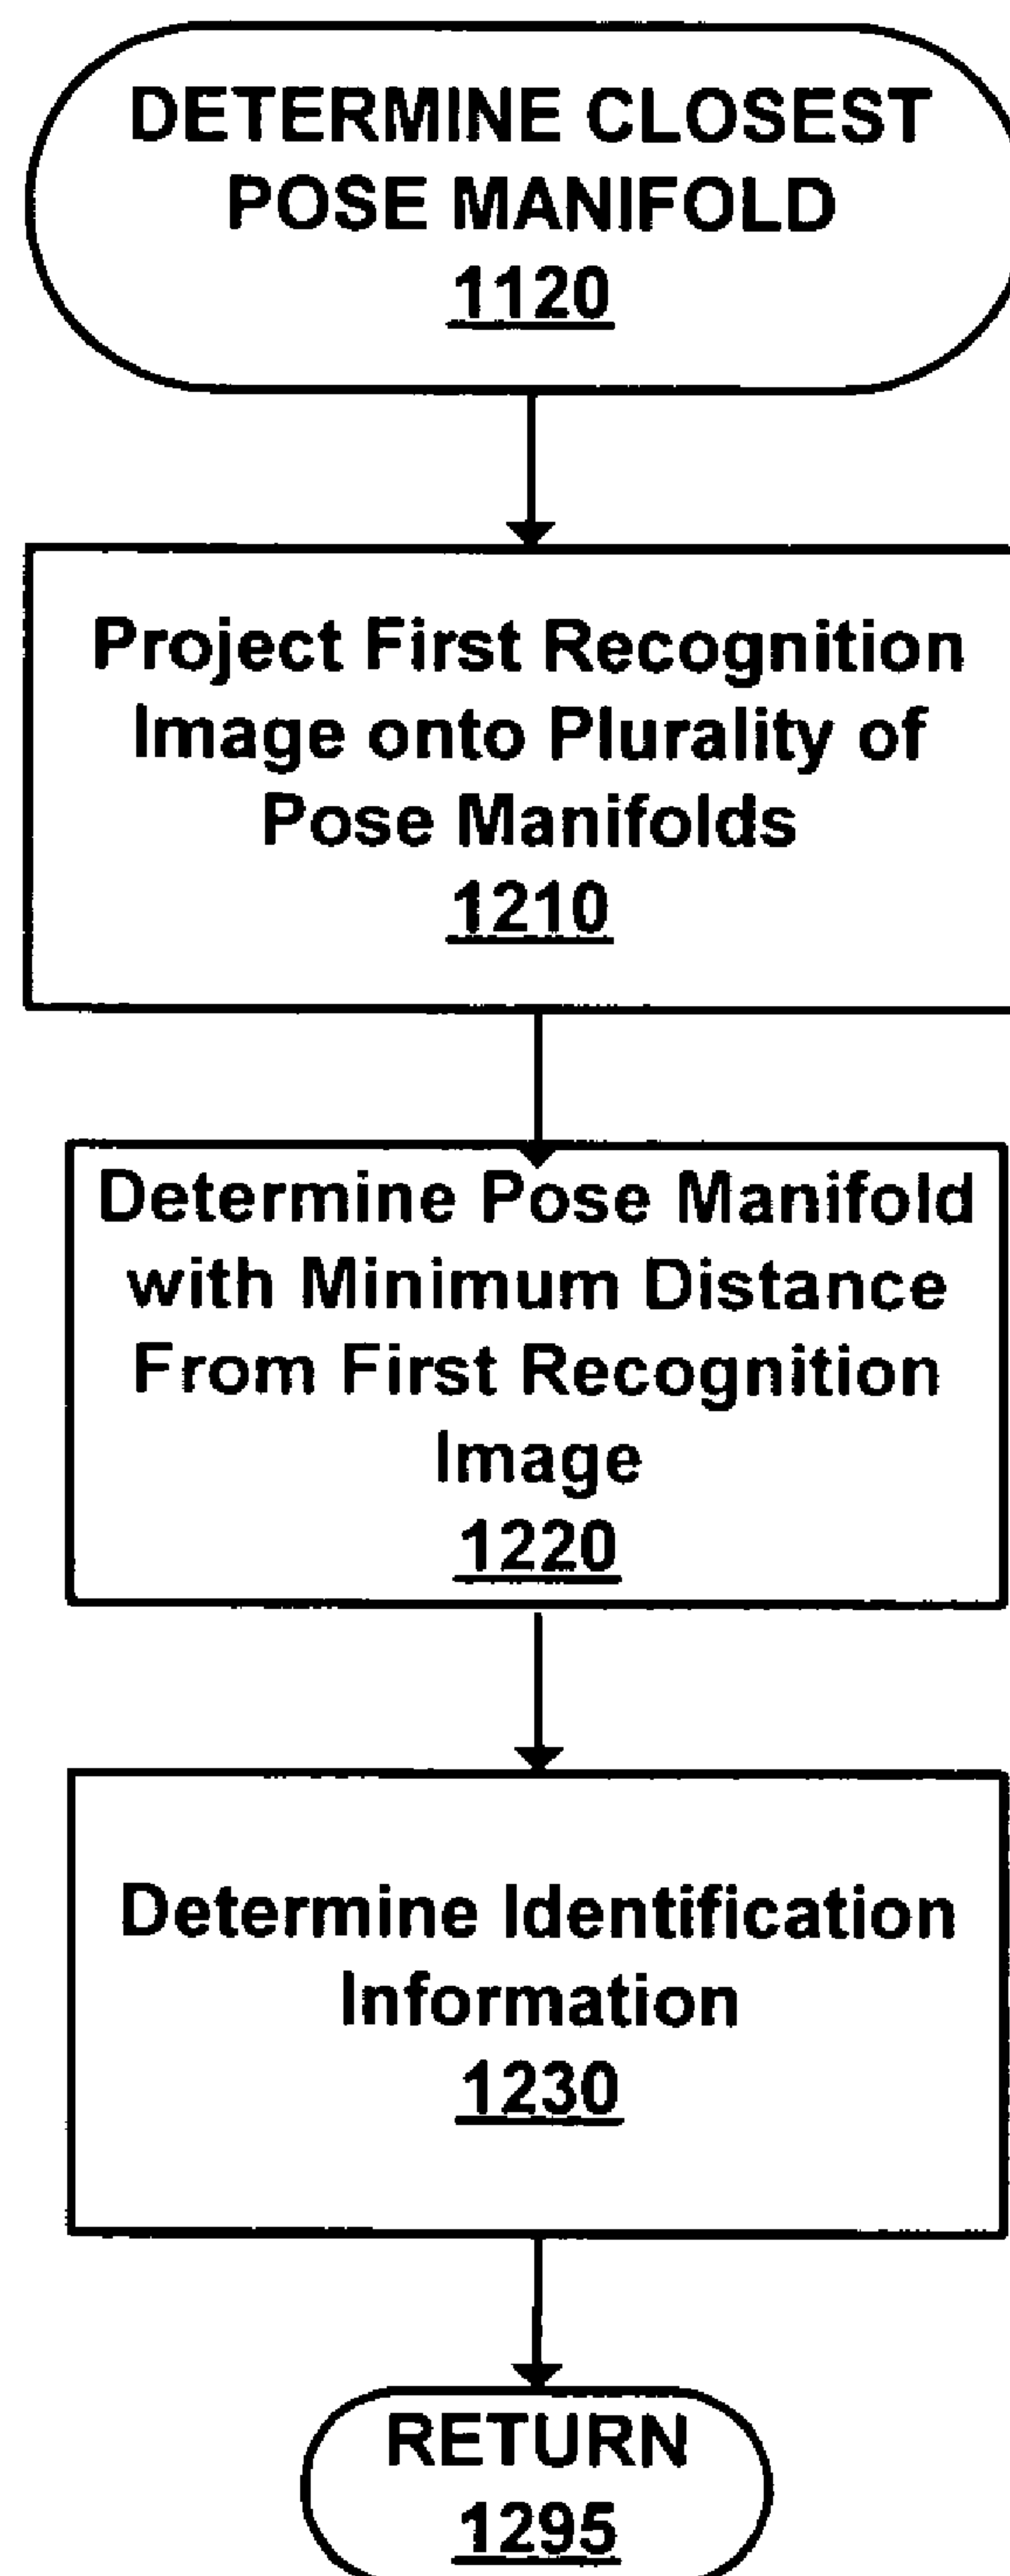 DETERMINE CLOSEST
POSE MANIFOLD
1120
Project First Recognition
Image onto Plurality of
Pose Manifolds
1210
Determine Pose Manifold
with Minimum Distance
From First Recognition
Image
1220
Determine Identification
Information
1230
RETURN
1295